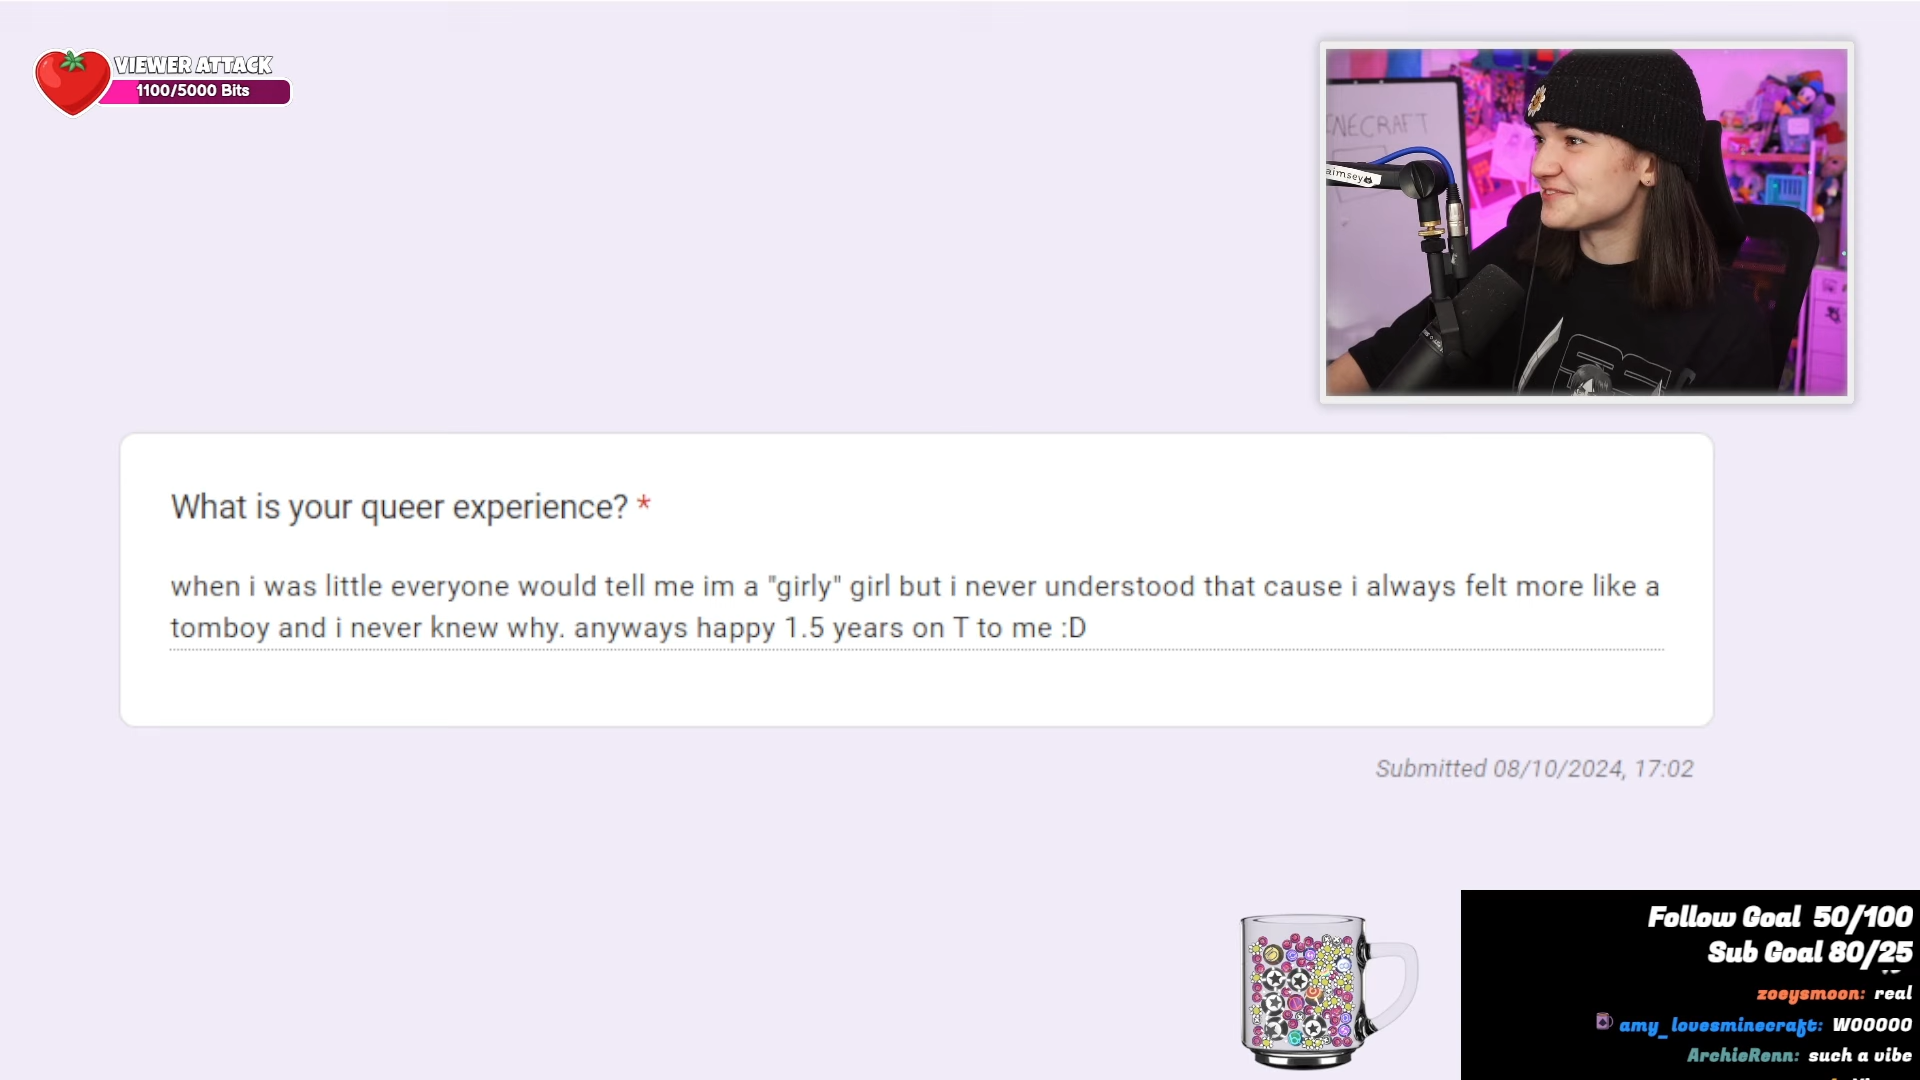 VIEWER ATTACK
1100/5000 Bits
NECRAFT
aimsey
What is your queer experience? *
when i was little everyone would tell me im a "girly" girl but i never understood that cause i always felt more like a
tomboy and i never knew why. anyways happy 1.5 years on T to me :D
Submitted 08/10/2024, 17:02
Follow Goal 50/100
Sub Goal 80/25
zoeysmoon: real
amy_lovesminecraft: WOOOOO
ArchieRenn: such a vibe